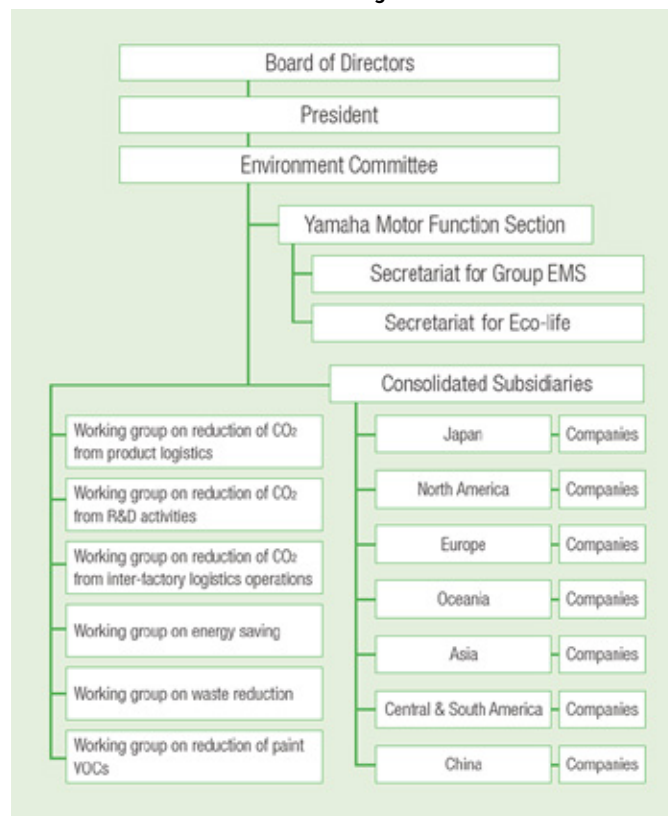 Board of Directors
President
Environment Committee
Yamaha Motor Function Section
Secretariat for Group EMS
Secretariat for Eco-life
Consolidated Subsidiaries
Working group on reduction of CO₂
from product logistics
Working group on reduction of CO₂
from R&D activities
Working group on reduction of CO₂
from inter-factory logistics operations
Working group on energy saving
Working group on waste reduction
Working group on reduction of paint
VOCs
Japan
Companies
North America
Companies
Europe
Companies
Oceania
Companies
Asia
Companies
Central & South America
Companies
China
Companies